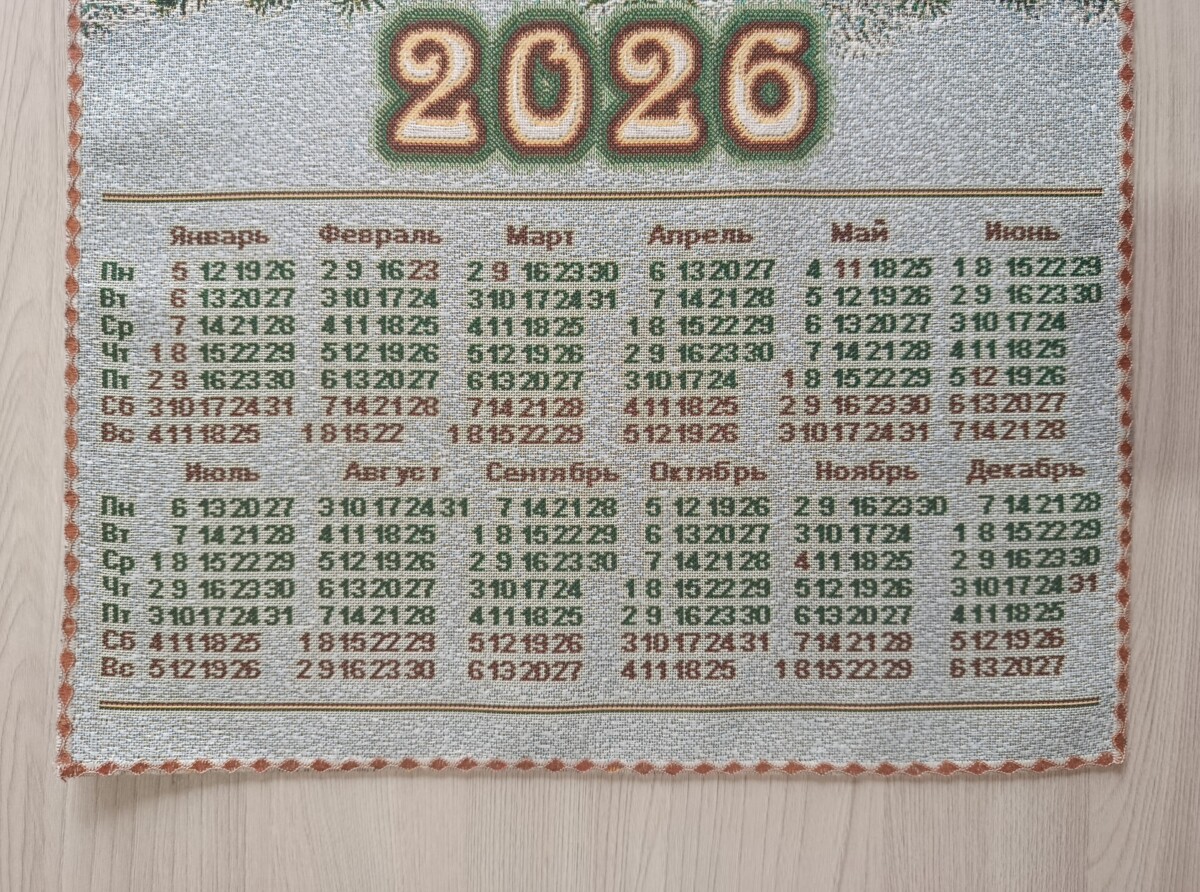 2026
Январь Февраль Март Апрель Май Июнь
Пн 5 12 19 26 2 9 16 23 2 9 16 23 30 6 13 20 27 4 11 18 25 1 8 15 22 29
Вт 6 13 20 27 3 10 17 24 3 10 17 24 31 7 14 21 28 5 12 19 26 2 9 16 23 30
Ср 7 14 21 28 4 11 18 25 4 11 18 25 1 8 15 22 29 6 13 20 27 3 10 17 24
Чт 1 8 15 22 29 5 12 19 26 5 12 19 26 2 9 16 23 30 7 14 21 28 4 11 18 25
Пт 2 9 16 23 30 6 13 20 27 6 13 20 27 3 10 17 24 1 8 15 22 29 5 12 19 26
Сб 3 10 17 24 31 7 14 21 28 7 14 21 28 4 11 18 25 2 9 16 23 30 6 13 20 27
Вс 4 11 18 25 1 8 15 22 1 8 15 22 29 5 12 19 26 3 10 17 24 31 7 14 21 28
Июль Август Сентябрь Октябрь Ноябрь Декабрь
Пн 6 13 20 27 3 10 17 24 31 7 14 21 28 5 12 19 26 2 9 16 23 30 7 14 21 28
Вт 7 14 21 28 4 11 18 25 1 8 15 22 29 6 13 20 27 3 10 17 24 1 8 15 22 29
Ср 1 8 15 22 29 5 12 19 26 2 9 16 23 30 7 14 21 28 4 11 18 25 2 9 16 23 30
Чт 2 9 16 23 30 6 13 20 27 3 10 17 24 1 8 15 22 29 5 12 19 26 3 10 17 24 31
Пт 3 10 17 24 31 7 14 21 28 4 11 18 25 2 9 16 23 30 6 13 20 27 4 11 18 25
Сб 4 11 18 25 1 8 15 22 29 5 12 19 26 3 10 17 24 31 7 14 21 28 5 12 19 26
Вс 5 12 19 26 2 9 16 23 30 6 13 20 27 4 11 18 25 1 8 15 22 29 6 13 20 27